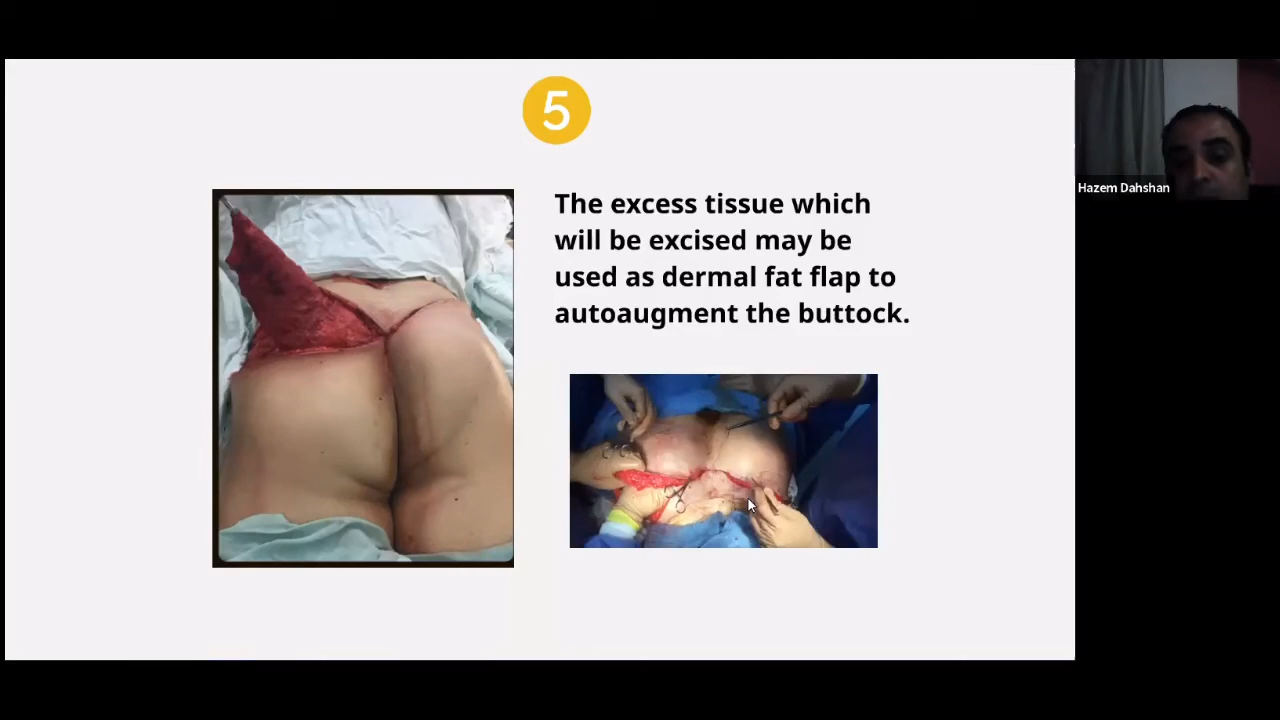 5
The excess tissue which
will be excised may be
used as dermal fat flap to
autoaugment the buttock.
Hazem Dahshan